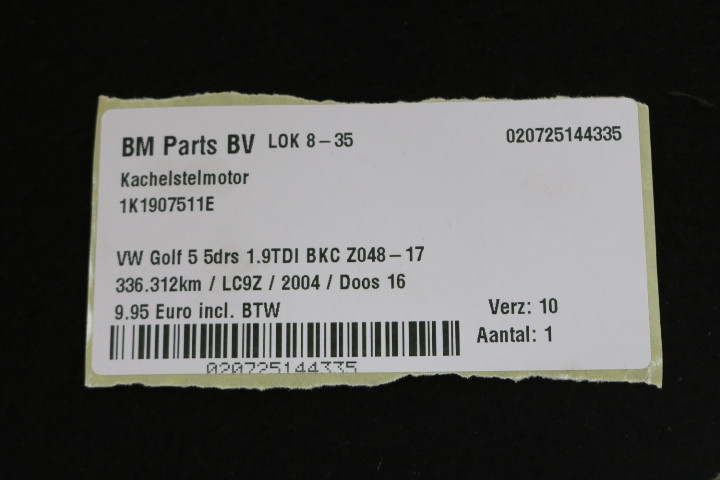 BM Parts BV LOK 8-35 020725144335
Kachelstelmotor
1K1907511E
VW Golf 5 5drs 1.9TDI BKC Z048-17
336.312km / LC9Z / 2004 / Doos 16
9.95 Euro incl. BTW Verz: 10
Aantal: 1
020725144335